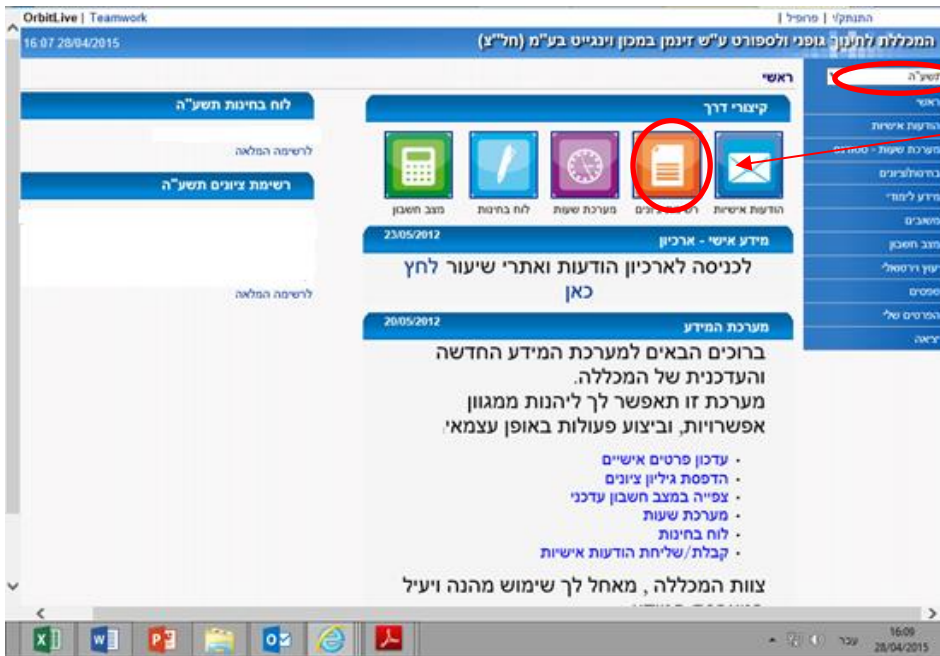 OrbitLive | Teamwork
התנתק/י | פרופיל |
המכללת לחינוך גופני ולספורט ע"ש זינמן במכון וינגייט בע"מ (חל"צ)
16:07 28/04/2015
תשע"ה
ראשי
הודעות אישיות
מערכת שעות -
בחינות/ציונים
מידע לימודי
משאבים
מצב חשבון
יעוץ וירטואלי
טפסים
הפרטים שלי
יציאה
ראשי
קיצורי דרך
הודעות אישיות
רשימת ציונים
מערכת שעות
לוח בחינות
מצב חשבון
מידע אישי - ארכיון
23/05/2012
לכניסה לארכיון הודעות ואתרי שיעור לחץ
כאן
מערכת המידע
20/05/2012
ברוכים הבאים למערכת המידע החדשה
והעדכנית של המכללה.
מערכת זו תאפשר לך ליהנות ממגוון
אפשרויות, וביצוע פעולות באופן עצמאי
עדכון פרטים אישיים
הדפסת גיליון ציונים
צפייה במצב חשבון עדכני
מערכת שעות
לוח בחינות
קבלת/שליחת הודעות אישיות
צוות המכללה , מאחל לך שימוש מהנה ויעיל
לוח בחינות תשע"ה
לרשימה המלאה
רשימת ציונים תשע"ה
לרשימה המלאה
עבר
16:09
28/04/2015